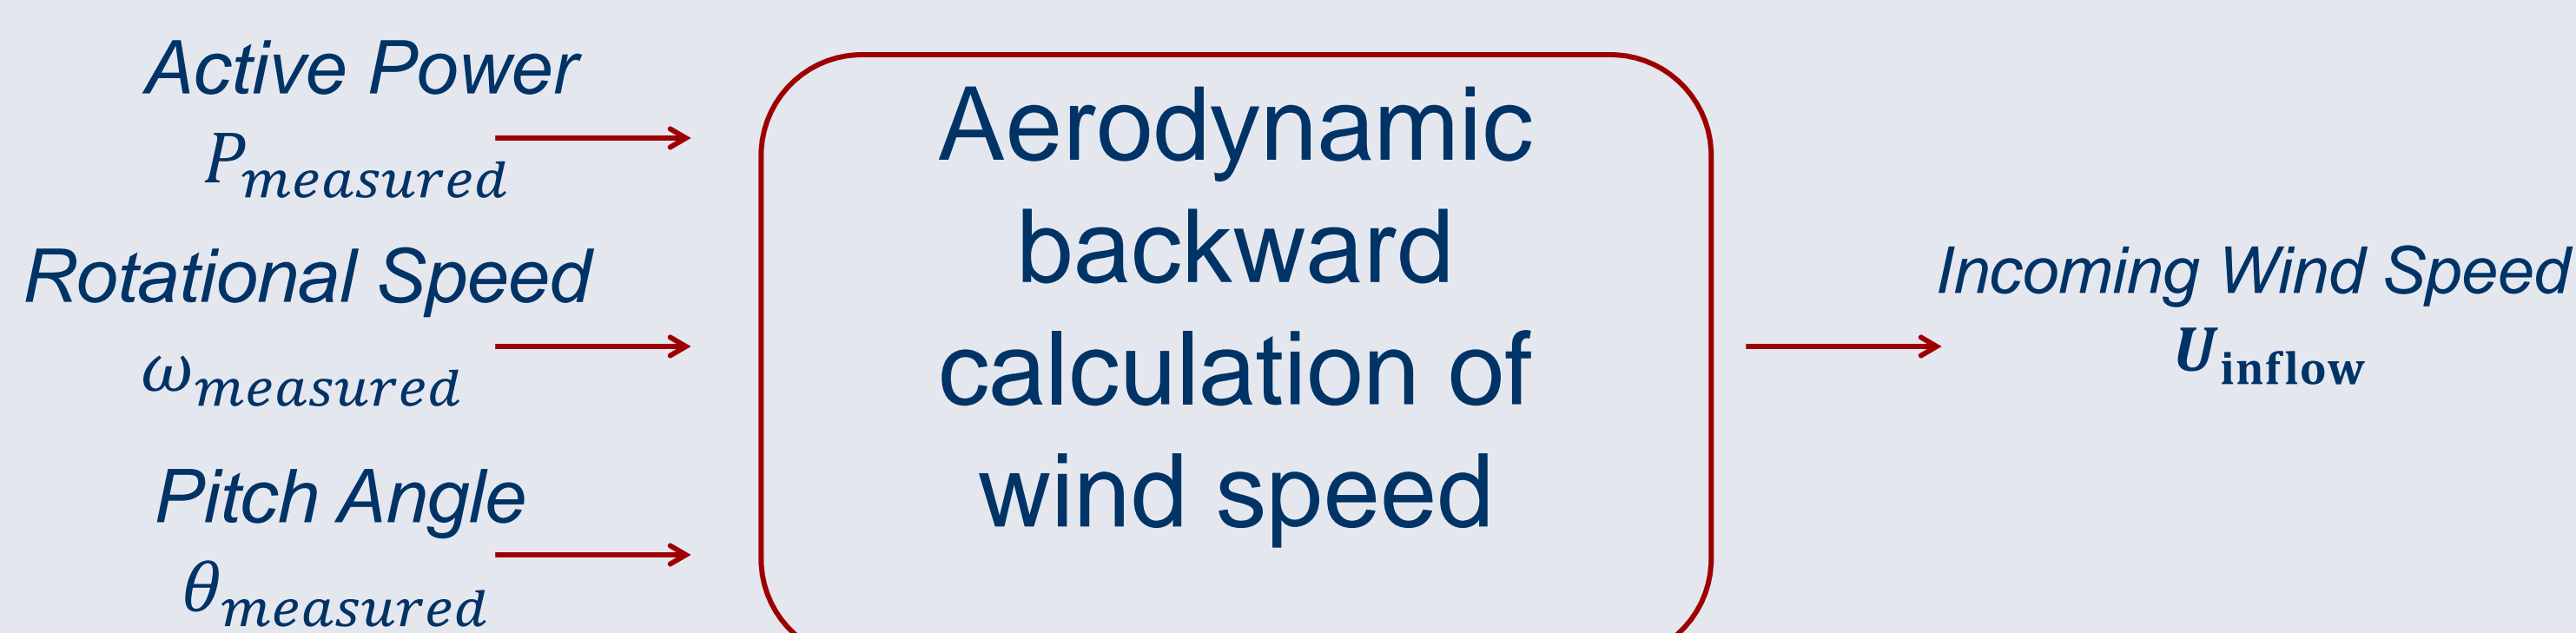 Active Power
P_measured
Rotational Speed
ω_measured
Pitch Angle
θ_measured
Aerodynamic
backward
calculation of
wind speed
Incoming Wind Speed
U_inflow